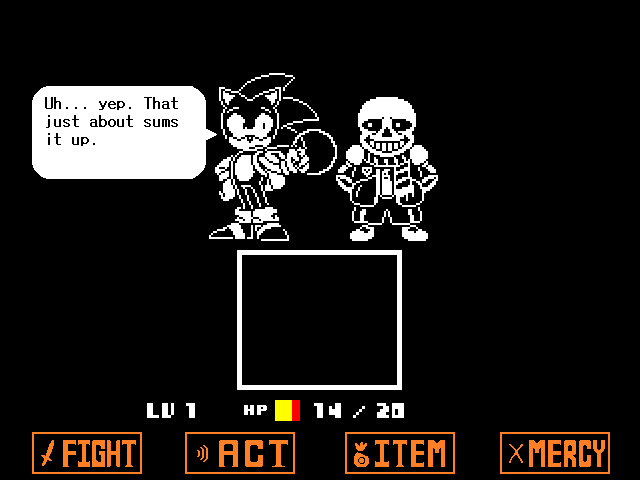 Uh... yep. That
just about sums
it up.
LV 1 HP 14 / 20
FIGHT ACT ITEM MERCY